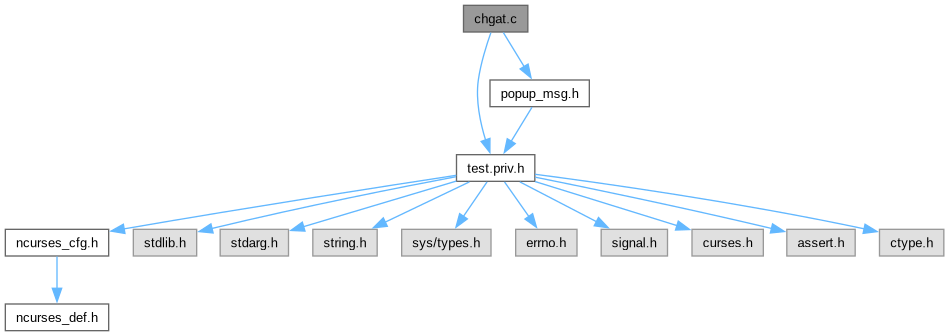 chgat.c
popup_msg.h
test.priv.h
ncurses_cfg.h
stdlib.h
stdarg.h
string.h
sys/types.h
errno.h
signal.h
curses.h
assert.h
ctype.h
ncurses_def.h